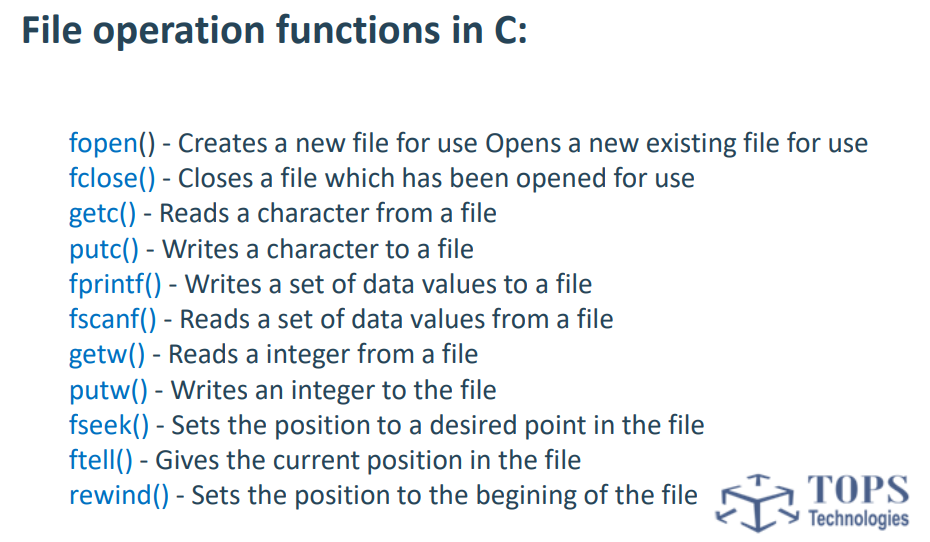 File operation functions in C:
fopen() - Creates a new file for use Opens a new existing file for use
fclose() - Closes a file which has been opened for use
getc() - Reads a character from a file
putc() - Writes a character to a file
fprintf() - Writes a set of data values to a file
fscanf() - Reads a set of data values from a file
getw() - Reads a integer from a file
putw() - Writes an integer to the file
fseek() - Sets the position to a desired point in the file
ftell() - Gives the current position in the file
rewind() - Sets the position to the begining of the file
TOPS
Technologies